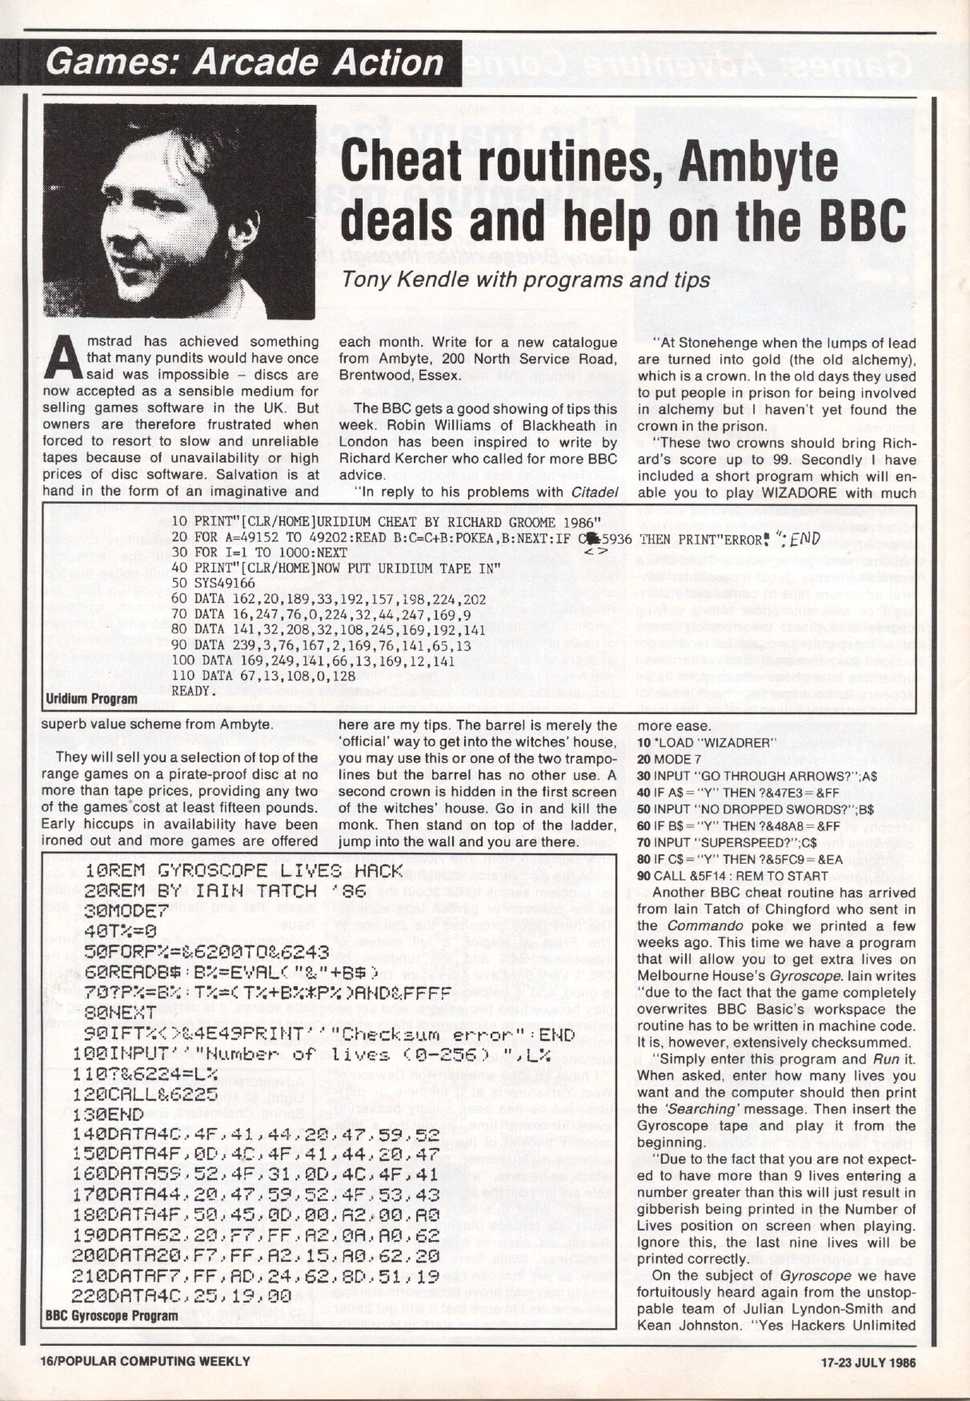 Games: Arcade Action
Cheat routines, Ambyte
deals and help on the BBC
Tony Kendle with programs and tips
Amstrad has achieved something
that many pundits would have once
said was impossible – discs are
now accepted as a sensible medium for
selling games software in the UK. But
owners are therefore frustrated when
forced to resort to slow and unreliable
tapes because of unavailability or high
prices of disc software. Salvation is at
hand in the form of an imaginative and
each month. Write for a new catalogue
from Ambyte, 200 North Service Road,
Brentwood, Essex.
The BBC gets a good showing of tips this
week. Robin Williams of Blackheath in
London has been inspired to write by
Richard Kercher who called for more BBC
advice.
"In reply to his problems with Citadel
"At Stonehenge when the lumps of lead
are turned into gold (the old alchemy),
which is a crown. In the old days they used
to put people in prison for being involved
in alchemy but I haven't yet found the
crown in the prison.
"These two crowns should bring Rich-
ard's score up to 99. Secondly I have
included a short program which will en-
able you to play WIZADORE with much
10 PRINT"[CLR/HOME]URIDIUM CHEAT BY RICHARD GROOME 1986"
20 FOR A=49152 TO 49202:READ B:C=C+B:POKEA,B:NEXT:IF C<>5936 THEN PRINT"ERROR!":END
30 FOR I=1 TO 1000:NEXT
40 PRINT"[CLR/HOME]NOW PUT URIDIUM TAPE IN"
50 SYS49166
60 DATA 162,20,189,33,192,157,198,224,202
70 DATA 16,247,76,0,224,32,44,247,169,9
80 DATA 141,32,208,32,108,245,169,192,141
90 DATA 239,3,76,167,2,169,76,141,65,13
100 DATA 169,249,141,66,13,169,12,141
110 DATA 67,13,108,0,128
READY.
Uridium Program
superb value scheme from Ambyte.
They will sell you a selection of top of the
range games on a pirate-proof disc at no
more than tape prices, providing any two
of the games cost at least fifteen pounds.
Early hiccups in availability have been
ironed out and more games are offered
here are my tips. The barrel is merely the
'official' way to get into the witches' house,
you may use this or one of the two trampo-
lines but the barrel has no other use. A
second crown is hidden in the first screen
of the witches' house. Go in and kill the
monk. Then stand on top of the ladder,
jump into the wall and you are there.
10REM GYROSCOPE LIVES HACK
20REM BY IAIN TATCH '86
30MODE7
40T%=0
50FORP%=&6200TO&6243
60READB$:B%=EVAL("&"+B$)
70?P%=B%:T%=(T%+B%*P%)AND&FFFF
80NEXT
90IFT%<>&4E49PRINT''"Checksum error":END
100INPUT''"Number of lives (0-256) ",L%
110?&6224=L%
120CALL&6225
130END
140DATA4C,4F,41,44,20,47,59,52
150DATA4F,0D,4C,4F,41,44,20,47
160DATA59,52,4F,31,0D,4C,4F,41
170DATA44,20,47,59,52,4F,53,43
180DATA4F,50,45,0D,00,A2,00,A0
190DATA62,20,F7,FF,A2,0A,A0,62
200DATA20,F7,FF,A2,15,A0,62,20
210DATAF7,FF,AD,24,62,8D,51,19
220DATA4C,25,19,00
BBC Gyroscope Program
more ease.
10 *LOAD "WIZADRER"
20 MODE 7
30 INPUT "GO THROUGH ARROWS?";A$
40 IF A$ = "Y" THEN ?&47E3 = &FF
50 INPUT "NO DROPPED SWORDS?";B$
60 IF B$ = "Y" THEN ?&48A8 = &FF
70 INPUT "SUPERSPEED?";C$
80 IF C$ = "Y" THEN ?&5FC9 = &EA
90 CALL &5F14 : REM TO START
Another BBC cheat routine has arrived
from Iain Tatch of Chingford who sent in
the Commando poke we printed a few
weeks ago. This time we have a program
that will allow you to get extra lives on
Melbourne House's Gyroscope. Iain writes
"due to the fact that the game completely
overwrites BBC Basic's workspace the
routine has to be written in machine code.
It is, however, extensively checksummed.
"Simply enter this program and Run it.
When asked, enter how many lives you
want and the computer should then print
the 'Searching' message. Then insert the
Gyroscope tape and play it from the
beginning.
"Due to the fact that you are not expect-
ed to have more than 9 lives entering a
number greater than this will just result in
gibberish being printed in the Number of
Lives position on screen when playing.
Ignore this, the last nine lives will be
printed correctly.
On the subject of Gyroscope we have
fortuitously heard again from the unstop-
pable team of Julian Lyndon-Smith and
Kean Johnston. "Yes Hackers Unlimited
16/POPULAR COMPUTING WEEKLY
17-23 JULY 1986